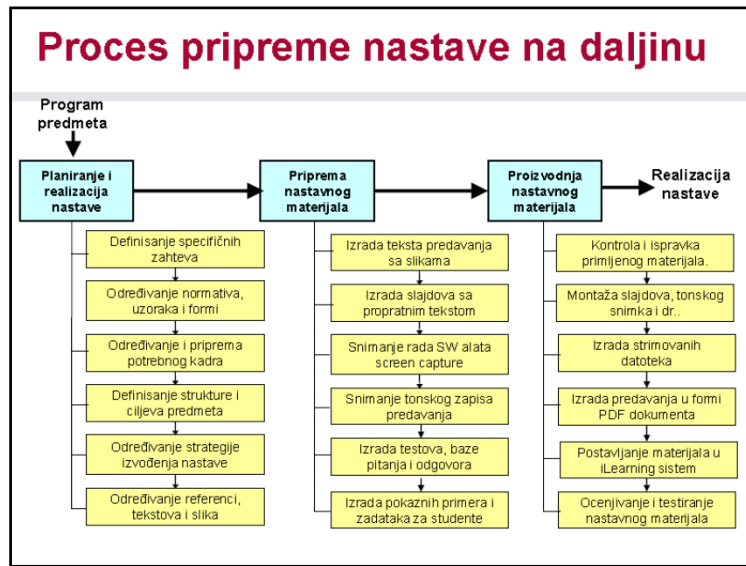 Proces pripreme nastave na daljinu
Program
predmeta
Planiranje i
realizacija
nastave
Definisanje specifičnih
zahteva
Određivanje normativa,
uzoraka i formi
Određivanje i priprema
potrebnog kadra
Definisanje strukture i
ciljeva predmeta
Određivanje strategije
izvođenja nastave
Određivanje referenci,
tekstova i slika
Priprema
nastavnog
materijala
Izrada teksta predavanja
sa slikama
Izrada slajdova sa
propratnim tekstom
Snimanje rada SW alata
screen capture
Snimanje tonskog zapisa
predavanja
Izrada testova, baze
pitanja i odgovora
Izrada pokaznih primera i
zadataka za studente
Proizvodnja
nastavnog
materijala
Kontrola i ispravka
primljenog materijala.
Montaža slajdova, tonskog
snimka i dr..
Izrada strimovanih
datoteka
Izrada predavanja u formi
PDF dokumenta
Postavljanje materijala u
iLearning sistem
Ocenjivanje i testiranje
nastavnog materijala
Realizacija
nastave